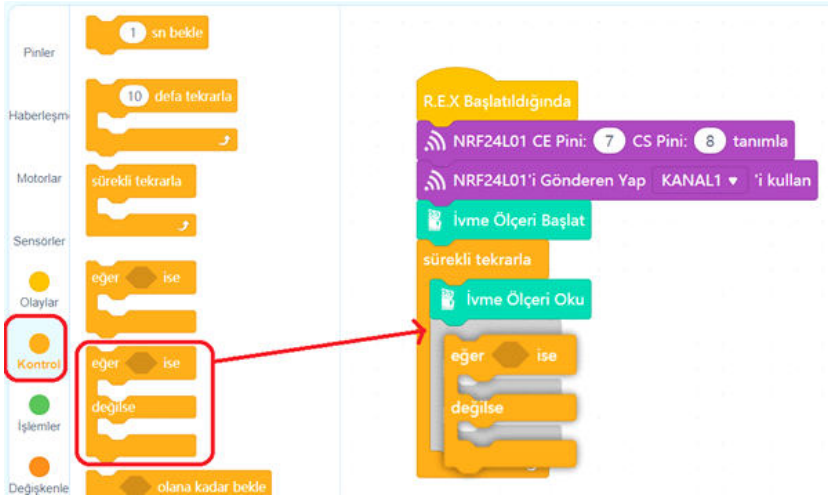 Pinler
Haberleşm
Motorlar
Sensörler
Olaylar
Kontrol
İşlemler
Değişkenle
1 sn bekle
10 defa tekrarla
sürekli tekrarla
eğer ise
eğer ise
değilse
olana kadar bekle
R.E.X Başlatıldığında
NRF24L01 CE Pini: 7 CS Pini: 8 tanımla
NRF24L01'i Gönderen Yap KANAL1 'i kullan
İvme Ölçeri Başlat
sürekli tekrarla
İvme Ölçeri Oku
eğer ise
değilse